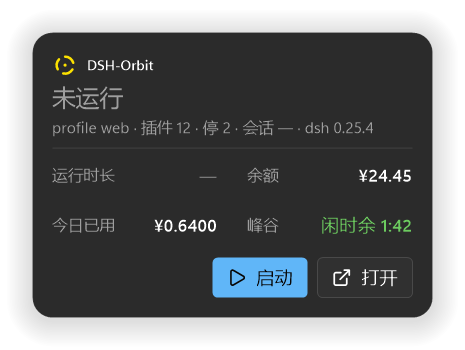 DSH-Orbit
未运行
profile web · 插件 12 · 停 2 · 会话 — · dsh 0.25.4
运行时长 — 余额 ¥24.45
今日已用 ¥0.6400 峰谷 闲时余 1:42
启动 打开